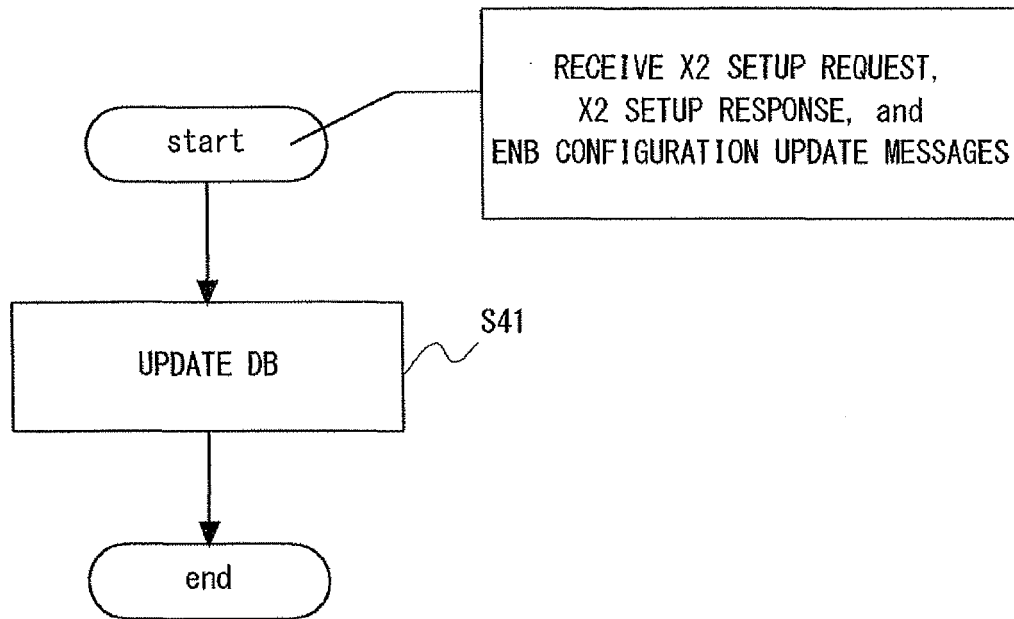 RECEIVE X2 SETUP REQUEST,
X2 SETUP RESPONSE, and
ENB CONFIGURATION UPDATE MESSAGES
start
S41
UPDATE DB
end